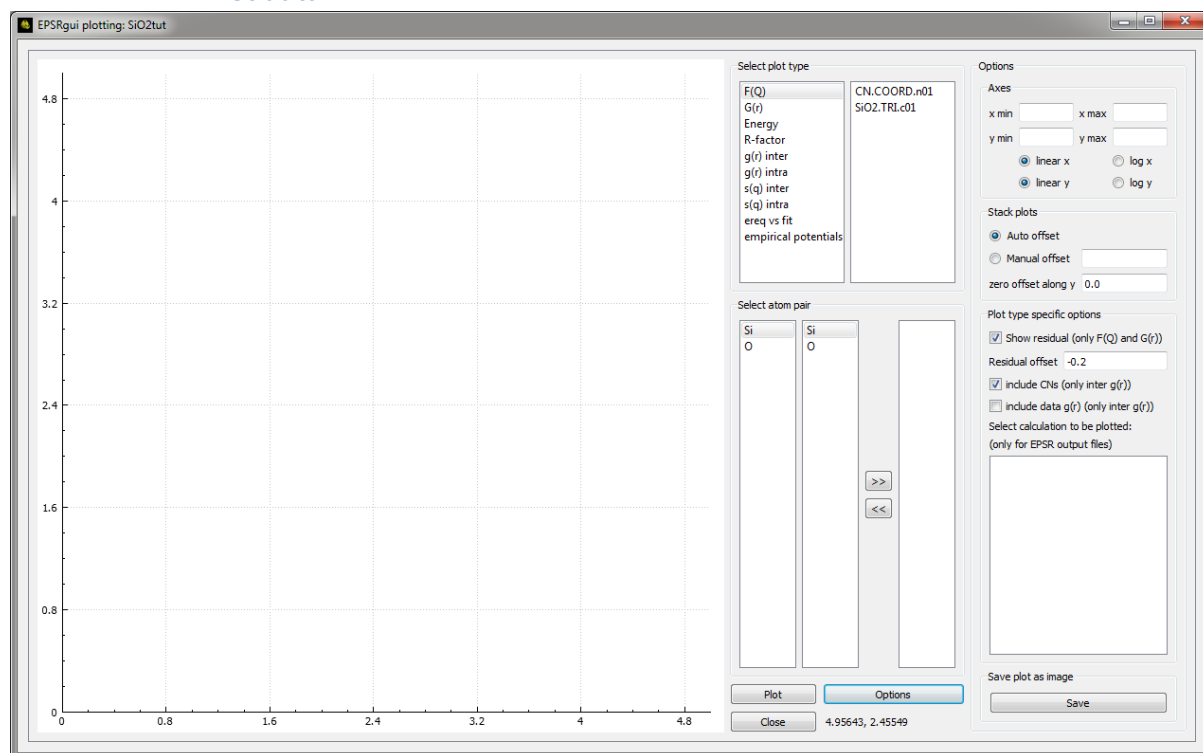 EPSRgui plotting: SiO2tut
4.8
4
3.2
2.4
1.6
0.8
0
0
0.8
1.6
2.4
3.2
4
4.8
Select plot type
F(Q)
G(r)
Energy
R-factor
g(r) inter
g(r) intra
s(q) inter
s(q) intra
ereq vs fit
empirical potentials
CN.COORD.n01
SiO2.TRI.c01
Select atom pair
Si
O
Si
O
>>
<<
Plot
Options
Close
4.95643, 2.45549
Options
Axes
x min
x max
y min
y max
linear x
log x
linear y
log y
Stack plots
Auto offset
Manual offset
zero offset along y 0.0
Plot type specific options
Show residual (only F(Q) and G(r))
Residual offset -0.2
include CNs (only inter g(r))
include data g(r) (only inter g(r))
Select calculation to be plotted:
(only for EPSR output files)
Save plot as image
Save